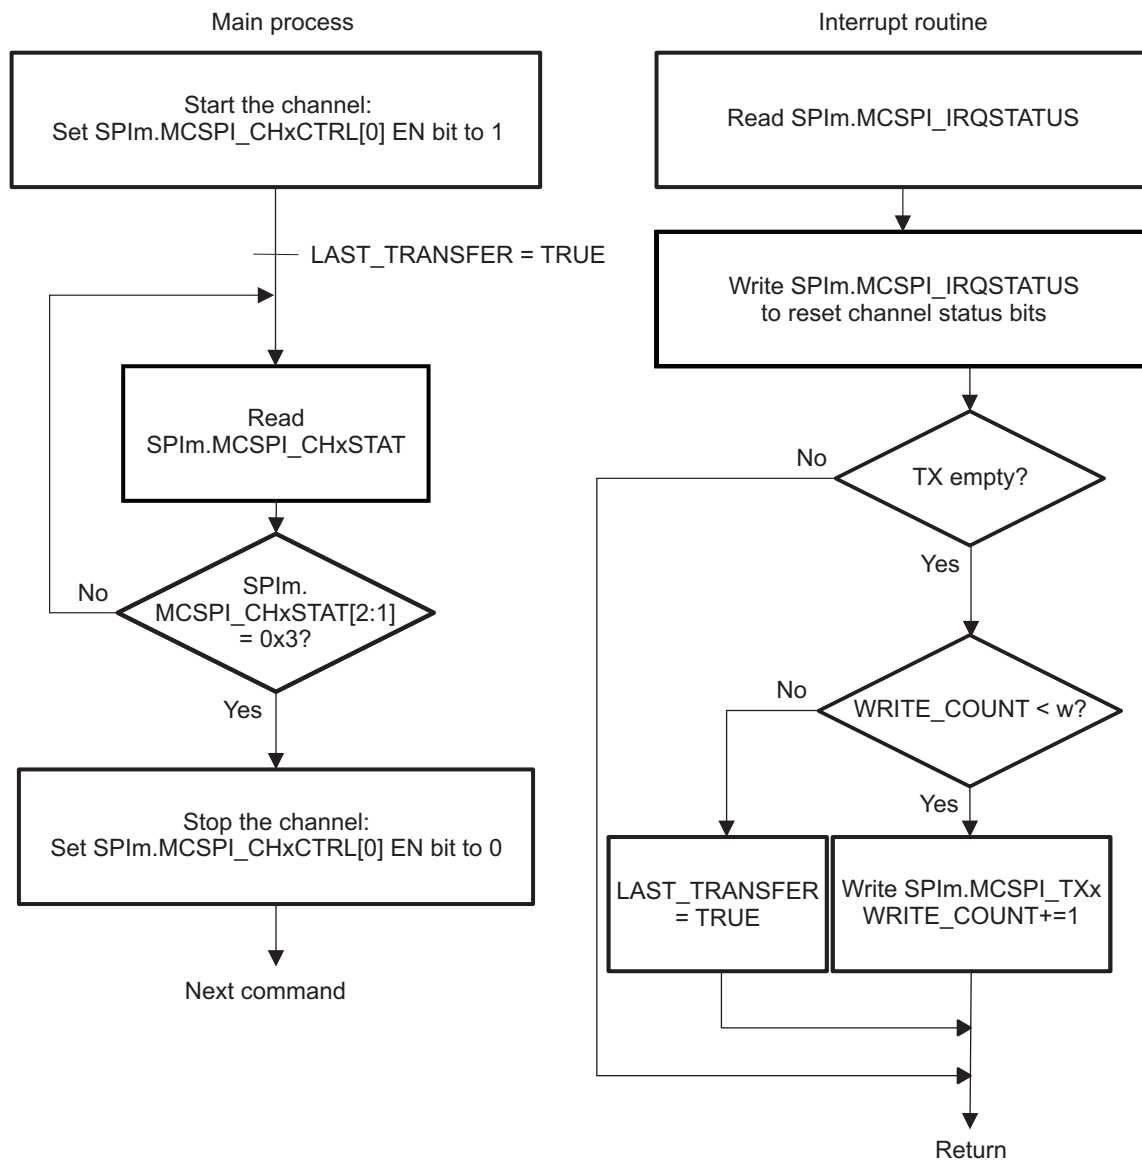 Main process
Start the channel:
Set SPIm.MCSPI_CHxCTRL[0] EN bit to 1
LAST_TRANSFER = TRUE
Read
SPIm.MCSPI_CHxSTAT
No
SPIm.
MCSPI_CHxSTAT[2:1]
= 0x3?
Yes
Stop the channel:
Set SPIm.MCSPI_CHxCTRL[0] EN bit to 0
Next command
Interrupt routine
Read SPIm.MCSPI_IRQSTATUS
Write SPIm.MCSPI_IRQSTATUS
to reset channel status bits
No
TX empty?
Yes
No
WRITE_COUNT < w?
Yes
LAST_TRANSFER
= TRUE
Write SPIm.MCSPI_TXx
WRITE_COUNT+=1
Return